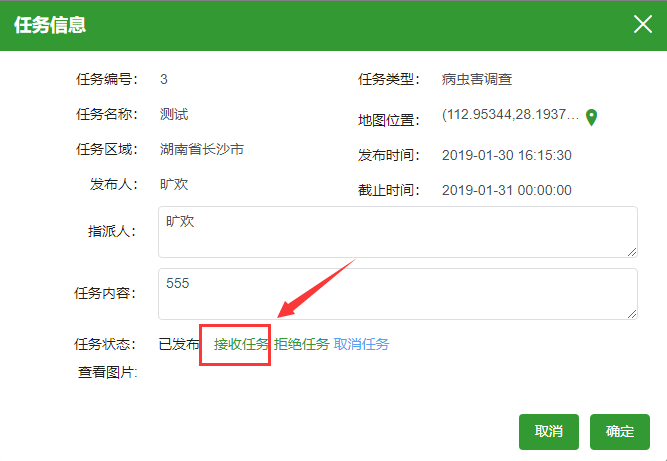 任务信息
任务编号： 3 任务类型： 病虫害调查
任务名称： 测试 地图位置： (112.95344,28.1937...
任务区域： 湖南省长沙市 发布时间： 2019-01-30 16:15:30
发布人： 旷欢 截止时间： 2019-01-31 00:00:00
指派人： 旷欢
任务内容： 555
任务状态： 已发布 接收任务 拒绝任务 取消任务
查看图片:
取消 确定